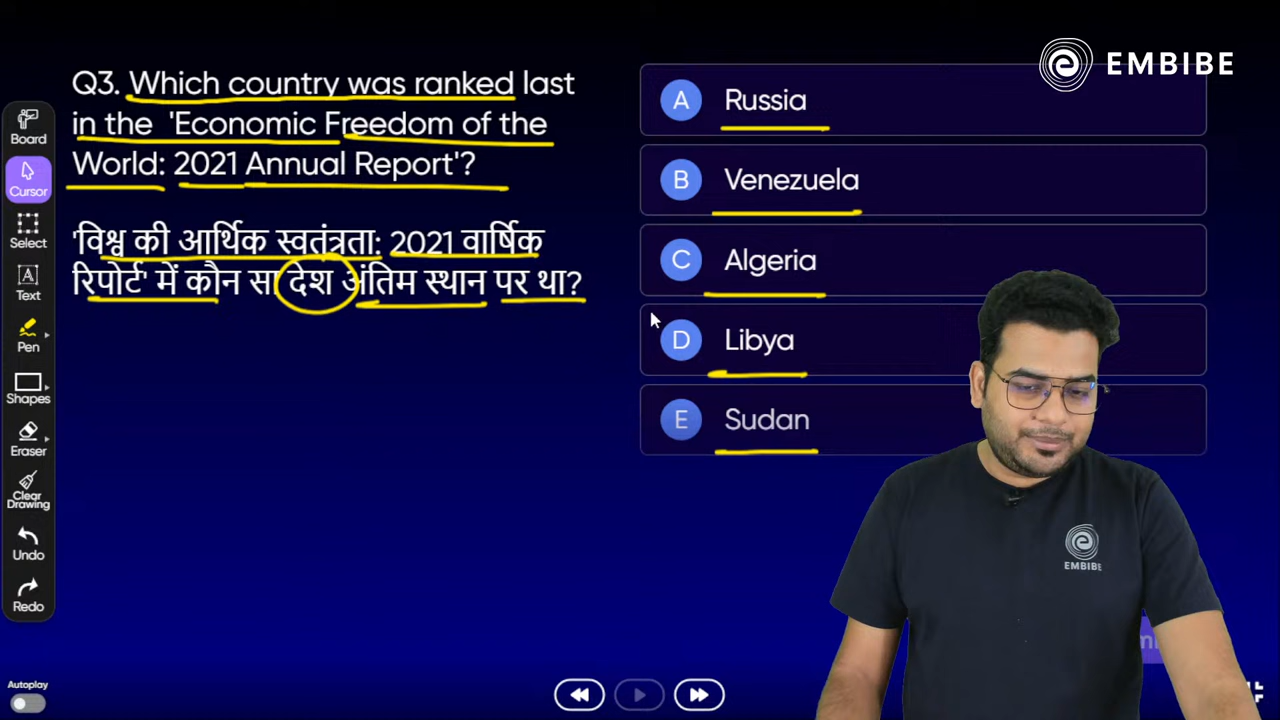 EMBIBE
Q3. Which country was ranked last
in the 'Economic Freedom of the
World: 2021 Annual Report'?
'विश्व की आर्थिक स्वतंत्रता: 2021 वार्षिक
रिपोर्ट' में कौन सा देश अंतिम स्थान पर था?
A Russia
B Venezuela
C Algeria
D Libya
E Sudan
Board
Cursor
Select
Text
Pen
Shapes
Eraser
Clear
Drawing
Undo
Redo
EMBIBE
Autoplay